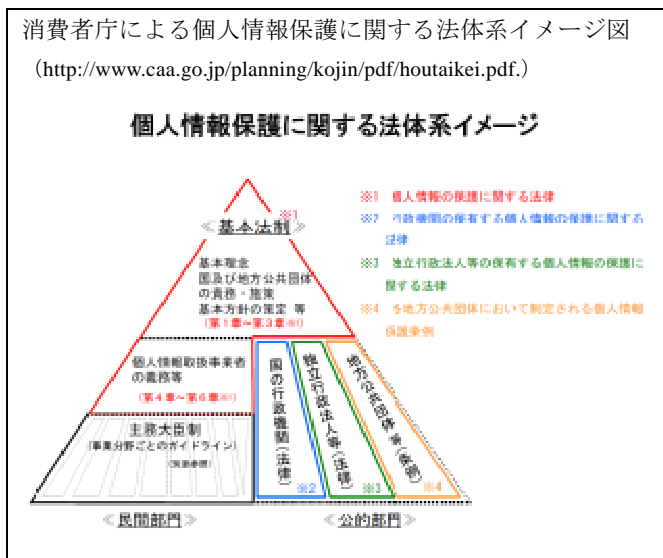 消費者庁による個人情報保護に関する法体系イメージ図
（http://www.caa.go.jp/planning/kojin/pdf/houtaikei.pdf.）
個人情報保護に関する法体系イメージ
※1
≪基本法制≫
基本理念
国及び地方公共団体
の責務・施策
基本方針の策定 等
（第1章～第3章※1）
※1 個人情報の保護に関する法律
※2 行政機関の保有する個人情報の保護に関する
法律
※3 独立行政法人等の保有する個人情報の保護に
関する法律
※4 各地方公共団体において制定される個人情報
保護条例
個人情報取扱事業者
の義務等
（第4章～第6章※1）
主務大臣制
（事業分野ごとのガイドライン）
国の行政機関（法律）
※2
独立行政法人等（法律）
※3
地方公共団体 等（条例）
※4
≪民間部門≫
≪公的部門≫